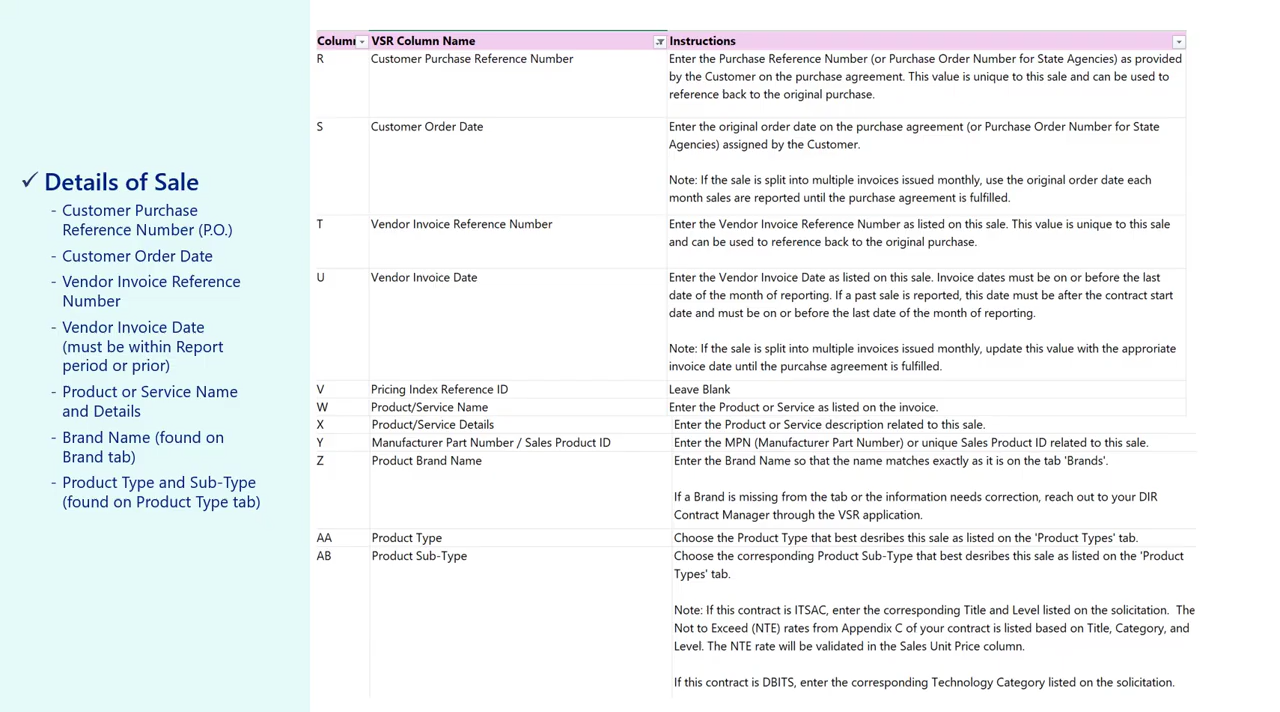 ✓ Details of Sale
- Customer Purchase
Reference Number (P.O.)
- Customer Order Date
- Vendor Invoice Reference
Number
- Vendor Invoice Date
(must be within Report
period or prior)
- Product or Service Name
and Details
- Brand Name (found on
Brand tab)
- Product Type and Sub-Type
(found on Product Type tab)
Colum VSR Column Name Instructions
R Customer Purchase Reference Number Enter the Purchase Reference Number (or Purchase Order Number for State Agencies) as provided
by the Customer on the purchase agreement. This value is unique to this sale and can be used to
reference back to the original purchase.
S Customer Order Date Enter the original order date on the purchase agreement (or Purchase Order Number for State
Agencies) assigned by the Customer.
Note: If the sale is split into multiple invoices issued monthly, use the original order date each
month sales are reported until the purchase agreement is fulfilled.
T Vendor Invoice Reference Number Enter the Vendor Invoice Reference Number as listed on this sale. This value is unique to this sale
and can be used to reference back to the original purchase.
U Vendor Invoice Date Enter the Vendor Invoice Date as listed on this sale. Invoice dates must be on or before the last
date of the month of reporting. If a past sale is reported, this date must be after the contract start
date and must be on or before the last date of the month of reporting.
Note: If the sale is split into multiple invoices issued monthly, update this value with the approriate
invoice date until the purcahse agreement is fulfilled.
V Pricing Index Reference ID Leave Blank
W Product/Service Name Enter the Product or Service as listed on the invoice.
X Product/Service Details Enter the Product or Service description related to this sale.
Y Manufacturer Part Number / Sales Product ID Enter the MPN (Manufacturer Part Number) or unique Sales Product ID related to this sale.
Z Product Brand Name Enter the Brand Name so that the name matches exactly as it is on the tab 'Brands'.
If a Brand is missing from the tab or the information needs correction, reach out to your DIR
Contract Manager through the VSR application.
AA Product Type Choose the Product Type that best desribes this sale as listed on the 'Product Types' tab.
AB Product Sub-Type Choose the corresponding Product Sub-Type that best desribes this sale as listed on the 'Product
Types' tab.
Note: If this contract is ITSAC, enter the corresponding Title and Level listed on the solicitation. The
Not to Exceed (NTE) rates from Appendix C of your contract is listed based on Title, Category, and
Level. The NTE rate will be validated in the Sales Unit Price column.
If this contract is DBITS, enter the corresponding Technology Category listed on the solicitation.